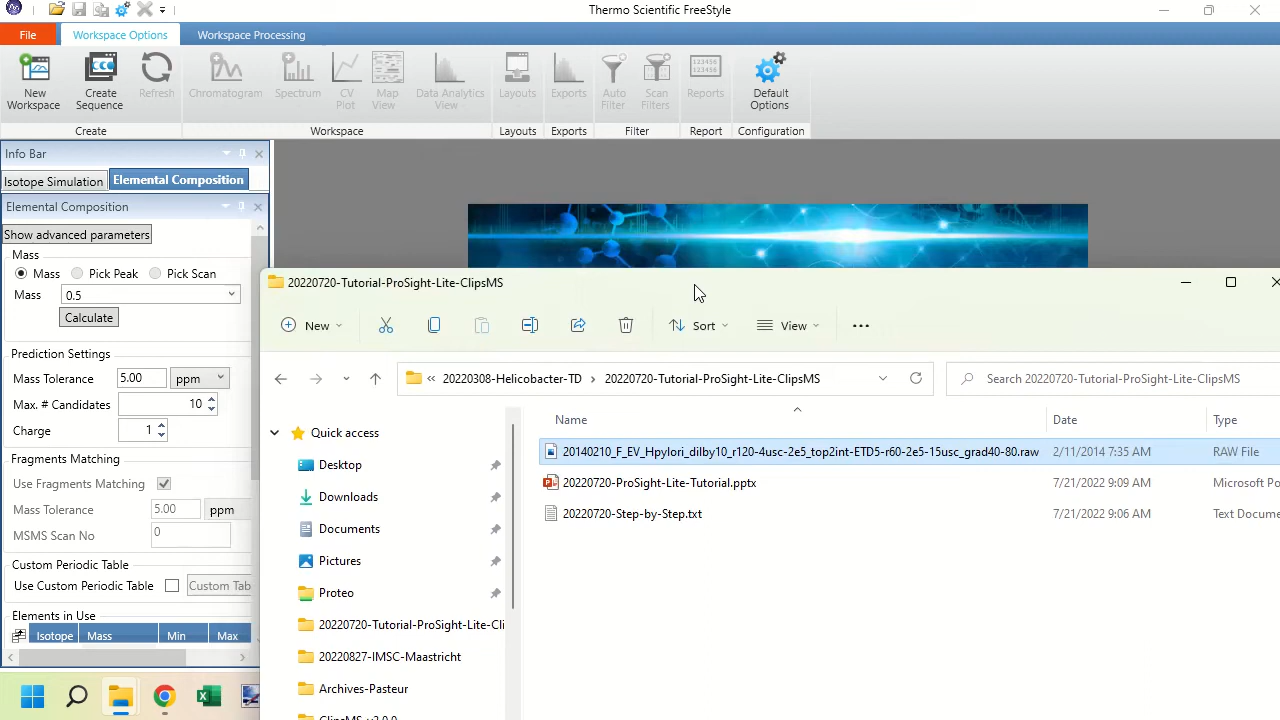 Thermo Scientific FreeStyle
File
Workspace Options
Workspace Processing
New Workspace
Create Sequence
Refresh
Chromatogram
Spectrum
CV Plot
Map View
Data Analytics View
Layouts
Exports
Auto Filter
Scan Filters
Reports
Default Options
Create
Workspace
Layouts
Exports
Filter
Report
Configuration
Info Bar
Isotope Simulation
Elemental Composition
Elemental Composition
Show advanced parameters
Mass
Mass Pick Peak Pick Scan
Mass 0.5
Calculate
Prediction Settings
Mass Tolerance 5.00 ppm
Max. # Candidates 10
Charge 1
Fragments Matching
Use Fragments Matching
Mass Tolerance 5.00 ppm
MSMS Scan No 0
Custom Periodic Table
Use Custom Periodic Table Custom Tab
Elements in Use
Isotope Mass Min Max
20220720-Tutorial-ProSight-Lite-ClipsMS
New Sort View
« 20220308-Helicobacter-TD > 20220720-Tutorial-ProSight-Lite-ClipsMS
Search 20220720-Tutorial-ProSight-Lite-ClipsMS
Quick access
Desktop
Downloads
Documents
Pictures
Proteo
20220720-Tutorial-ProSight-Lite-Cli
20220827-IMSC-Maastricht
Archives-Pasteur
ClipsMS_v2.0.0
Name Date Type
20140210_F_EV_Hpylori_dilby10_r120-4usc-2e5_top2int-ETD5-r60-2e5-15usc_grad40-80.raw 2/11/2014 7:35 AM RAW File
20220720-ProSight-Lite-Tutorial.pptx 7/21/2022 9:09 AM Microsoft Po
20220720-Step-by-Step.txt 7/21/2022 9:06 AM Text Docume